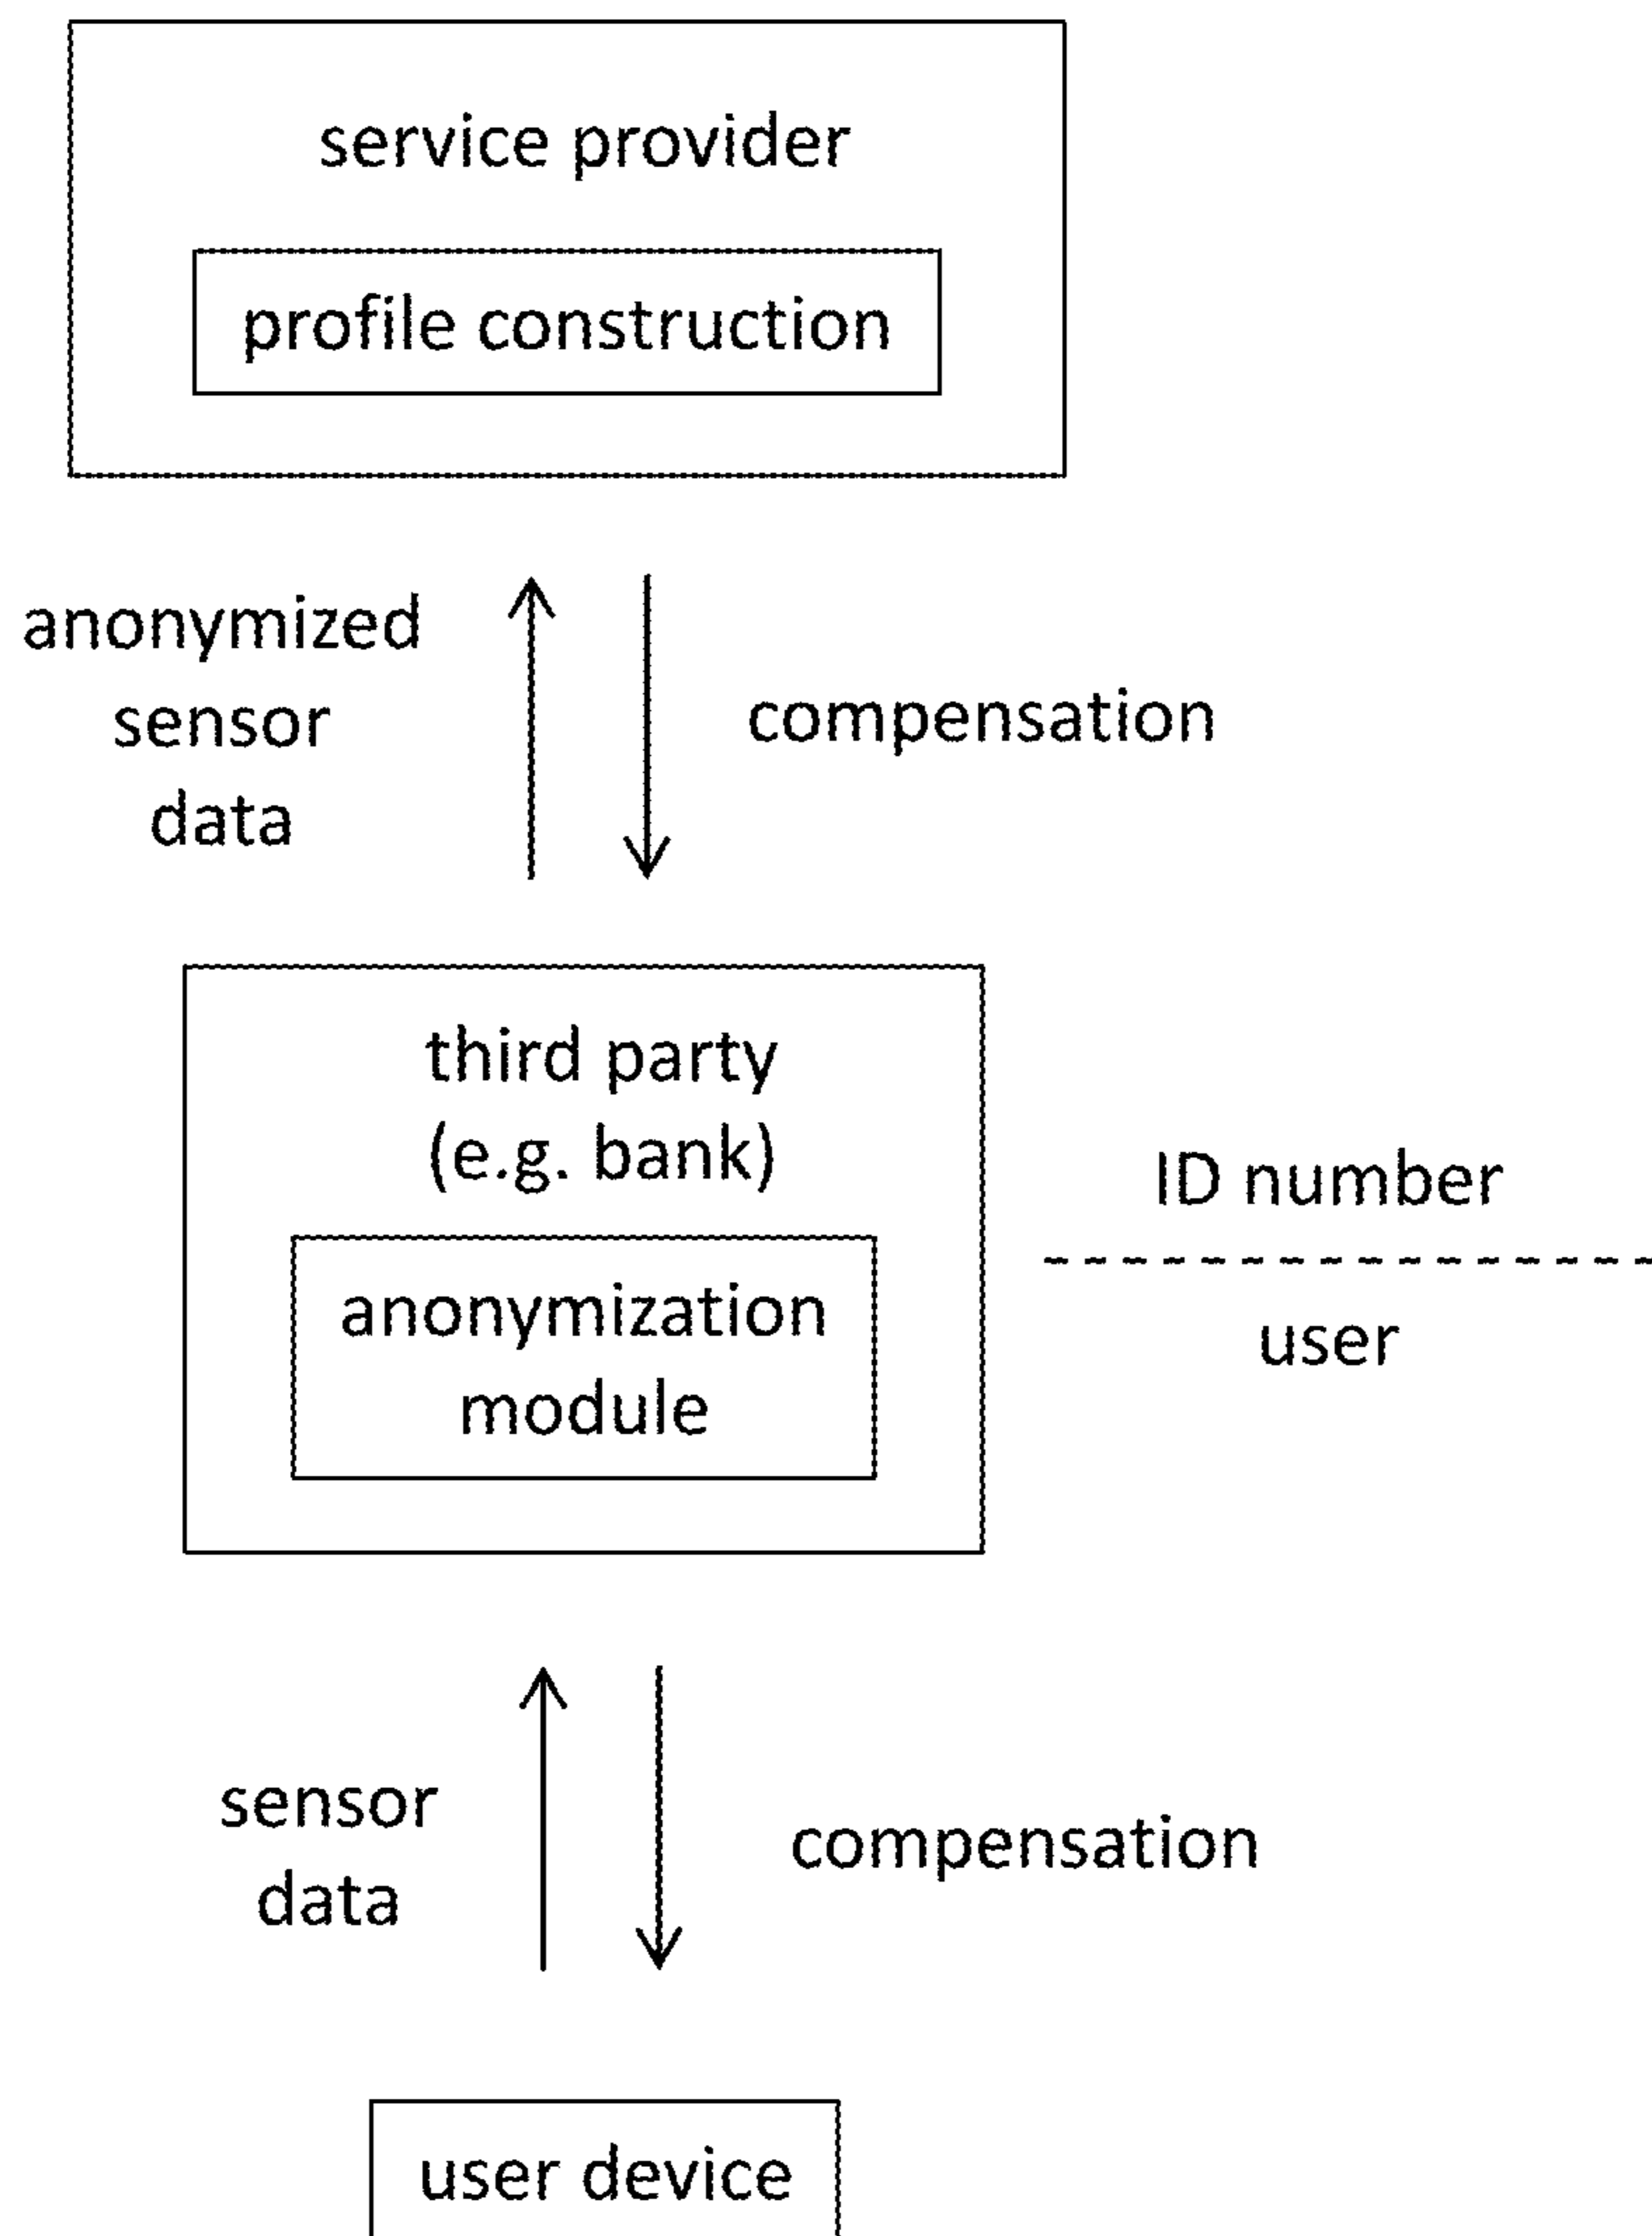 service provider
profile construction
anonymized
sensor
data
compensation
third party
(e.g. bank)
anonymization
module
ID number
user
sensor
data
compensation
user device